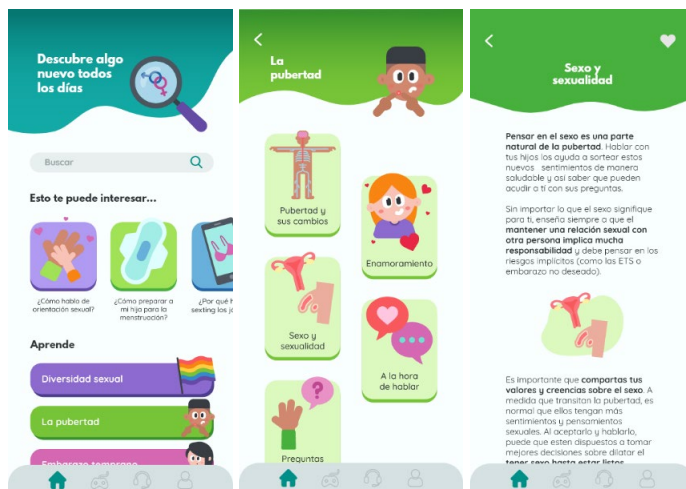 Descubre algo
nuevo todos
los días
Buscar
Esto te puede interesar...
¿Cómo hablo de
orientación sexual?
¿Cómo preparar a
mi hija para la
menstruación?
¿Por qué
sexting los
Aprende
Diversidad sexual
La pubertad
Embarazo temprano
La
pubertad
Pubertad y
sus cambios
Enamoramiento
Sexo y
sexualidad
A la hora
de hablar
Preguntas
Sexo y
sexualidad
Pensar en el sexo es una parte
natural de la pubertad. Hablar con
tus hijos los ayuda a sortear estos
nuevos sentimientos de manera
saludable y así saber que pueden
acudir a ti con sus preguntas.
Sin importar lo que el sexo signifique
para ti, enseña siempre a que el
mantener una relación sexual con
otra persona implica mucha
responsabilidad y debe pensar en los
riesgos implícitos (como las ETS o
embarazo no deseado).
Es importante que compartas tus
valores y creencias sobre el sexo. A
medida que transitan la pubertad, es
normal que ellos tengan más
sentimientos y pensamientos
sexuales. Al aceptarlo y hablarlo,
puede que esten dispuestos a tomar
mejores decisiones sobre dilatar el
tener sexo hasta estar listos